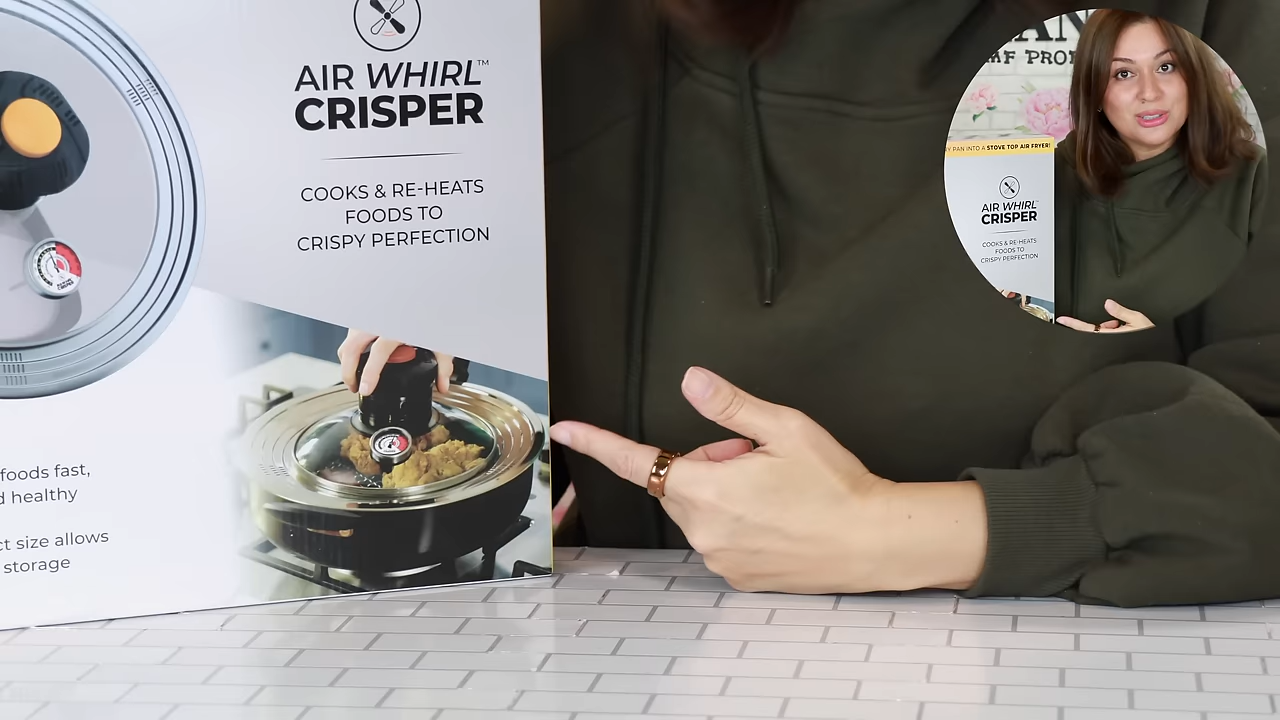 AIR WHIRL™
CRISPER
COOKS & RE-HEATS
FOODS TO
CRISPY PERFECTION
foods fast,
healthy
size allows
storage
PAN INTO A STOVE TOP AIR FRYER!
AIR WHIRL
CRISPER
COOKS & RE-HEATS
FOODS TO
CRISPY PERFECTION